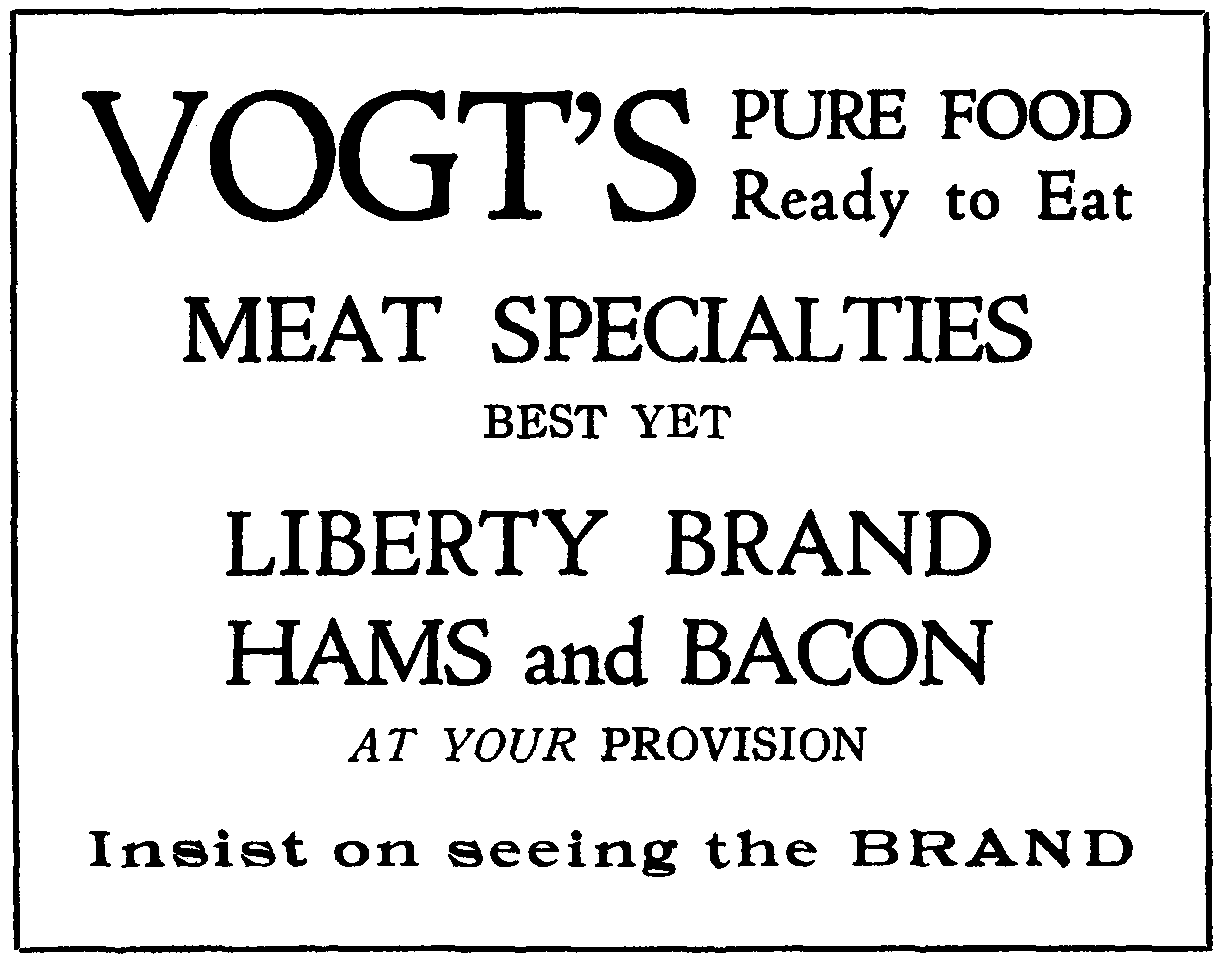 VOGT'S PURE FOOD
Ready to Eat
MEAT SPECIALTIES
BEST YET
LIBERTY BRAND
HAMS and BACON
AT YOUR PROVISION
Insist on seeing the BRAND